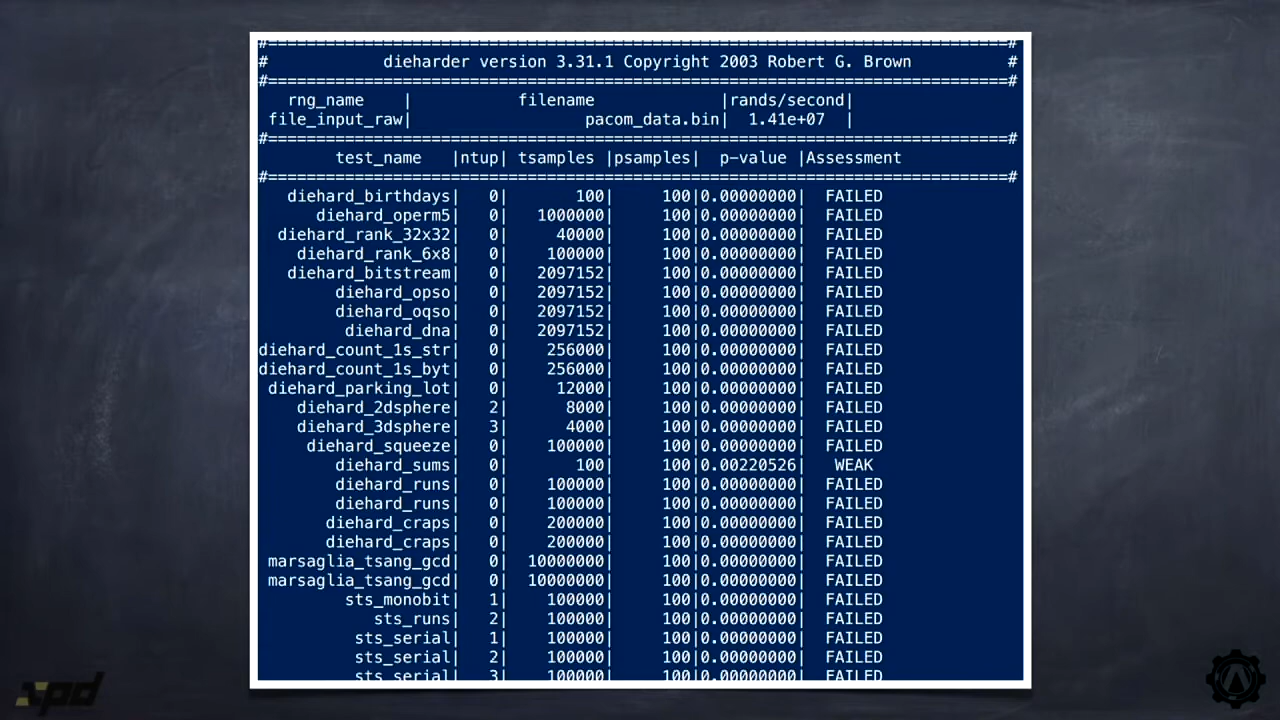 #=============================================================================#
# dieharder version 3.31.1 Copyright 2003 Robert G. Brown #
#=============================================================================#
rng_name | filename |rands/second|
file_input_raw| pacom_data.bin| 1.41e+07 |
#=============================================================================#
test_name |ntup| tsamples |psamples| p-value |Assessment
#=============================================================================#
diehard_birthdays| 0| 100| 100|0.00000000| FAILED
diehard_operm5| 0| 1000000| 100|0.00000000| FAILED
diehard_rank_32x32| 0| 40000| 100|0.00000000| FAILED
diehard_rank_6x8| 0| 100000| 100|0.00000000| FAILED
diehard_bitstream| 0| 2097152| 100|0.00000000| FAILED
diehard_opso| 0| 2097152| 100|0.00000000| FAILED
diehard_oqso| 0| 2097152| 100|0.00000000| FAILED
diehard_dna| 0| 2097152| 100|0.00000000| FAILED
diehard_count_1s_str| 0| 256000| 100|0.00000000| FAILED
diehard_count_1s_byt| 0| 256000| 100|0.00000000| FAILED
diehard_parking_lot| 0| 12000| 100|0.00000000| FAILED
diehard_2dsphere| 2| 8000| 100|0.00000000| FAILED
diehard_3dsphere| 3| 4000| 100|0.00000000| FAILED
diehard_squeeze| 0| 100000| 100|0.00000000| FAILED
diehard_sums| 0| 100| 100|0.00220526| WEAK
diehard_runs| 0| 100000| 100|0.00000000| FAILED
diehard_runs| 0| 100000| 100|0.00000000| FAILED
diehard_craps| 0| 200000| 100|0.00000000| FAILED
diehard_craps| 0| 200000| 100|0.00000000| FAILED
marsaglia_tsang_gcd| 0| 10000000| 100|0.00000000| FAILED
marsaglia_tsang_gcd| 0| 10000000| 100|0.00000000| FAILED
sts_monobit| 1| 100000| 100|0.00000000| FAILED
sts_runs| 2| 100000| 100|0.00000000| FAILED
sts_serial| 1| 100000| 100|0.00000000| FAILED
sts_serial| 2| 100000| 100|0.00000000| FAILED
sts_serial| 3| 100000| 100|0.00000000| FAILED